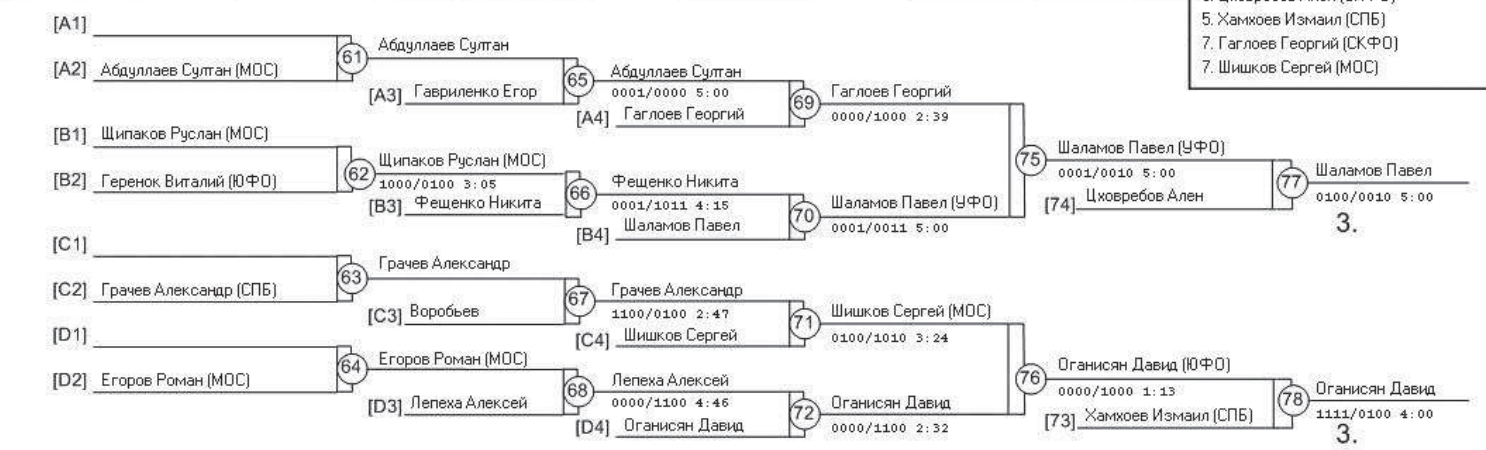 5. Хамхоев Измаил (СПБ)
7. Гаглоев Георгий (СКФО)
7. Шишков Сергей (МОС)
[A1]
61
Абдуллаев Султан
[A2] Абдуллаев Султан (МОС)
65
Абдуллаев Султан
0001/0000 5:00
[A3] Гавриленко Егор
69
Гаглоев Георгий
0000/1000 2:39
[A4] Гаглоев Георгий
[B1] Щипаков Руслан (МОС)
75
Шаламов Павел (УФО)
0001/0010 5:00
62
Щипаков Руслан (МОС)
1000/0100 3:05
[B2] Геренок Виталий (ЮФО)
66
Фещенко Никита
0001/1011 4:15
77
Шаламов Павел
0100/0010 5:00
3.
[B3] Фещенко Никита
70
Шаламов Павел (УФО)
0001/0011 5:00
[74] Цховребов Ален
[B4] Шаламов Павел
[C1]
63
Грачев Александр
[C2] Грачев Александр (СПБ)
67
Грачев Александр
1100/0100 2:47
[C3] Воробьев
71
Шишков Сергей (МОС)
0100/1010 3:24
[C4] Шишков Сергей
[D1]
64
Егоров Роман (МОС)
[D2] Егоров Роман (МОС)
76
Оганисян Давид (ЮФО)
0000/1000 1:13
68
Лепеха Алексей
0000/1100 4:46
78
Оганисян Давид
1111/0100 4:00
3.
[D3] Лепеха Алексей
72
Оганисян Давид
0000/1100 2:32
[73] Хамхоев Измаил (СПБ)
[D4] Оганисян Давид